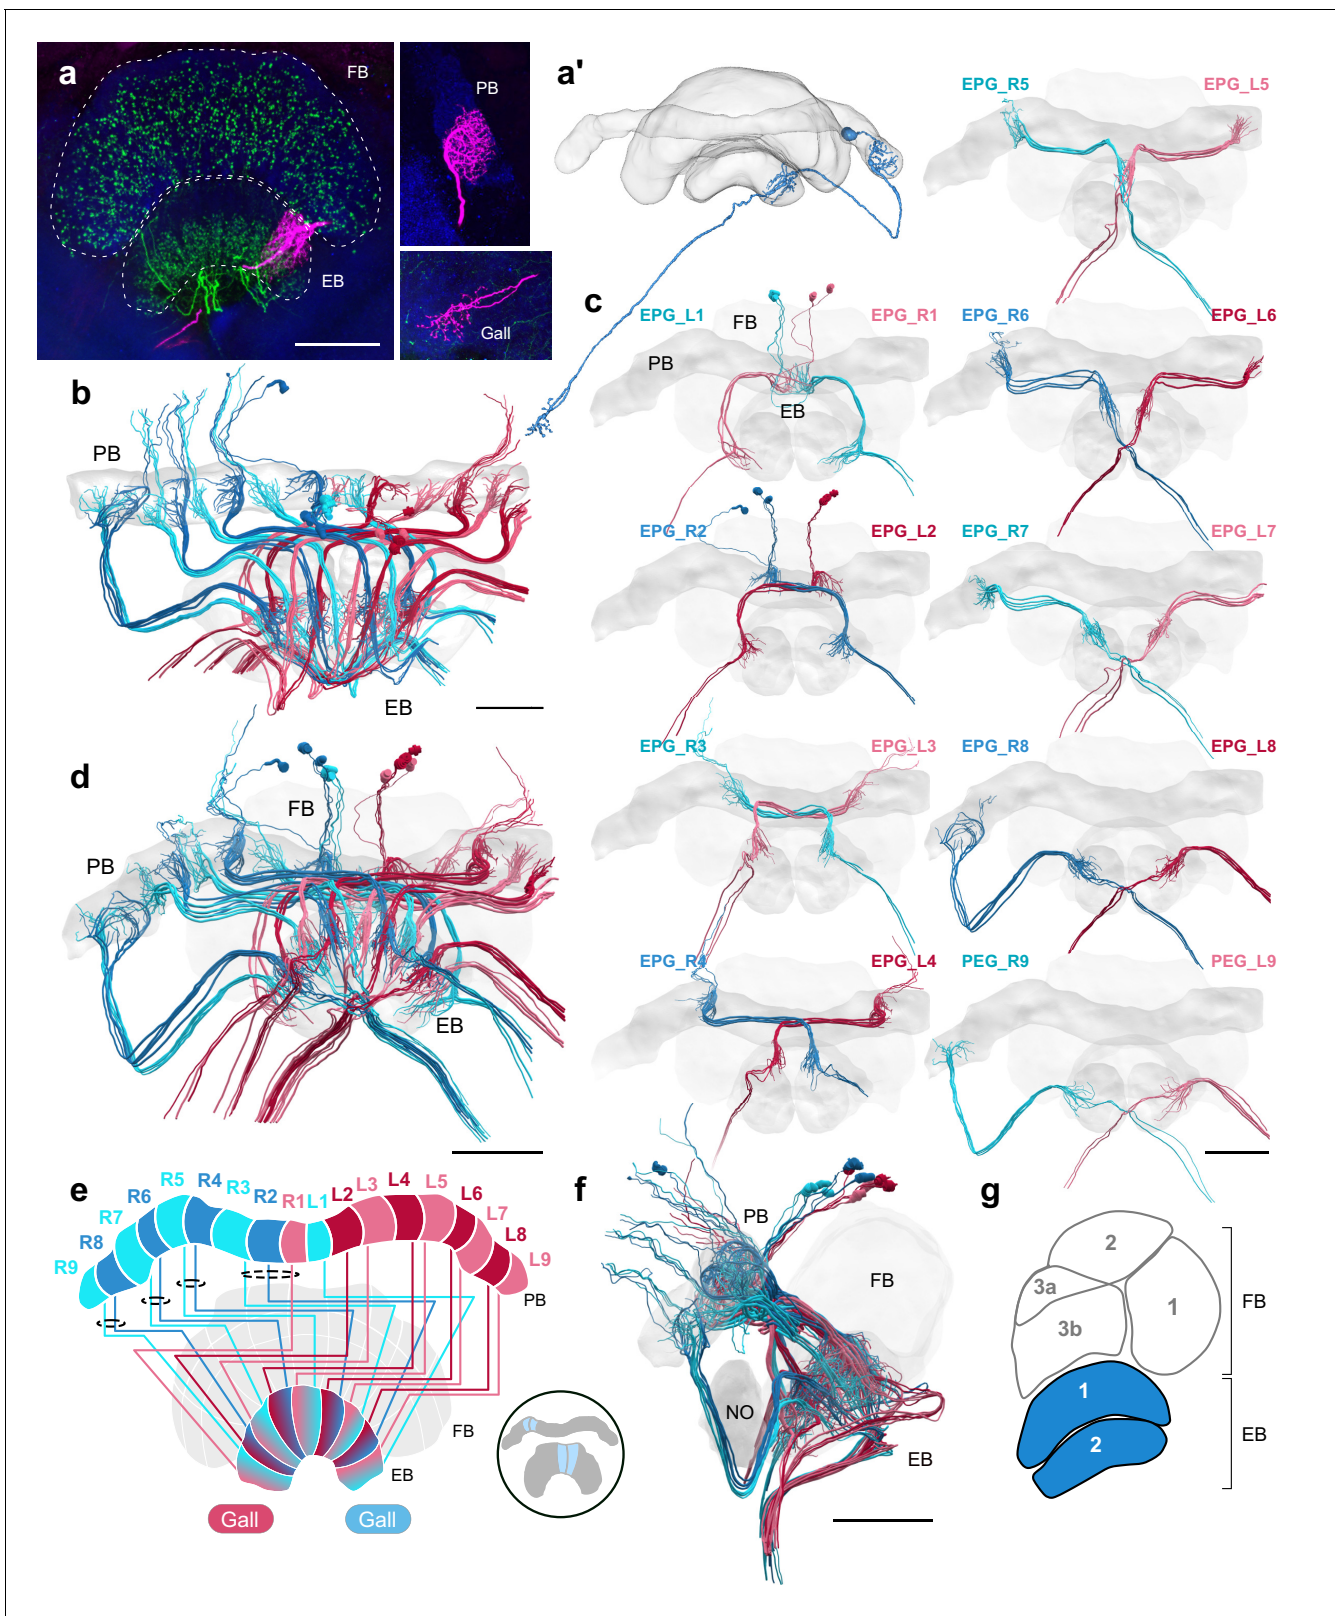 a
FB
EB
PB
Gall
a'
EPG_R5
EPG_L5
b
PB
EB
c
EPG_L1
FB
EPG_R1
PB
EB
EPG_R6
EPG_L6
EPG_R2
EPG_L2
EPG_R7
EPG_L7
EPG_R3
EPG_L3
EPG_R8
EPG_L8
EPG_R4
EPG_L4
PEG_R9
PEG_L9
d
FB
PB
EB
e
R9
R8
R7
R6
R5
R4
R3
R2
R1
L1
L2
L3
L4
L5
L6
L7
L8
L9
PB
FB
EB
Gall
Gall
f
PB
FB
NO
EB
g
2
3a
3b
1
FB
1
2
EB